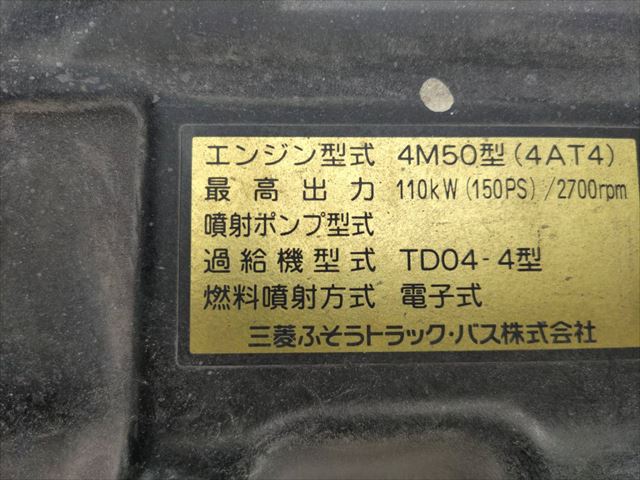 エンジン型式 4M50型(4AT4)
最高出力 110kW(150PS)/2700rpm
噴射ポンプ型式
過給機型式 TD04-4型
燃料噴射方式 電子式
三菱ふそうトラック・バス株式会社